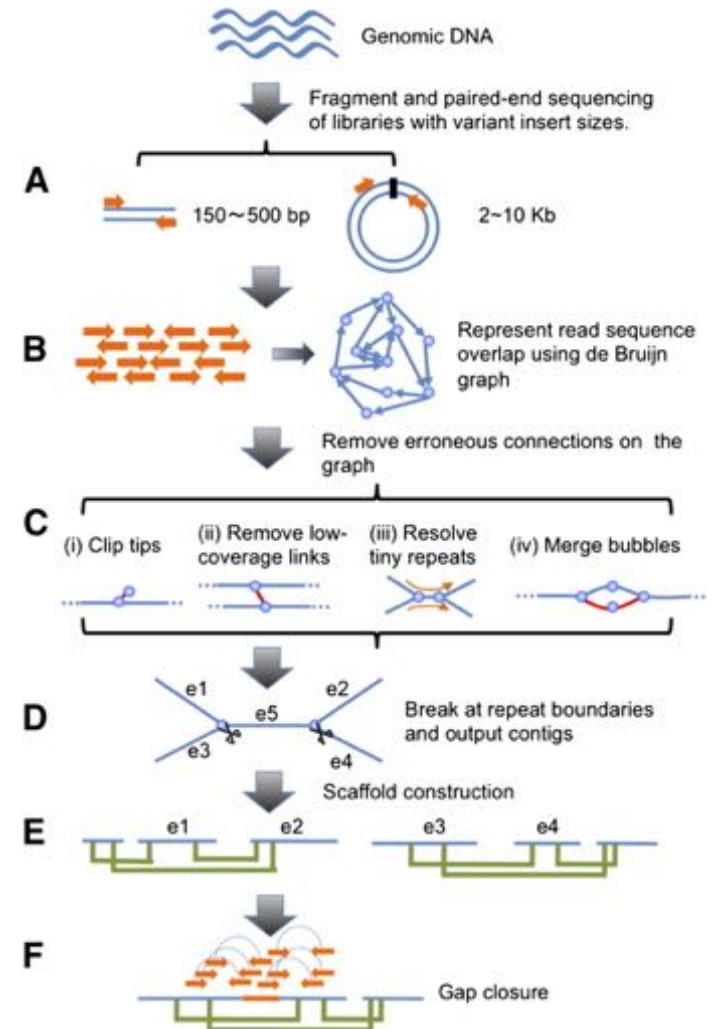 Genomic DNA
Fragment and paired-end sequencing
of libraries with variant insert sizes.
A
150～500 bp
2~10 Kb
B
Represent read sequence
overlap using de Bruijn
graph
Remove erroneous connections on the
graph
C
(i) Clip tips
(ii) Remove low-
coverage links
(iii) Resolve
tiny repeats
(iv) Merge bubbles
D
e1
e2
e5
e3
e4
Break at repeat boundaries
and output contigs
Scaffold construction
E
e1
e2
e3
e4
F
Gap closure